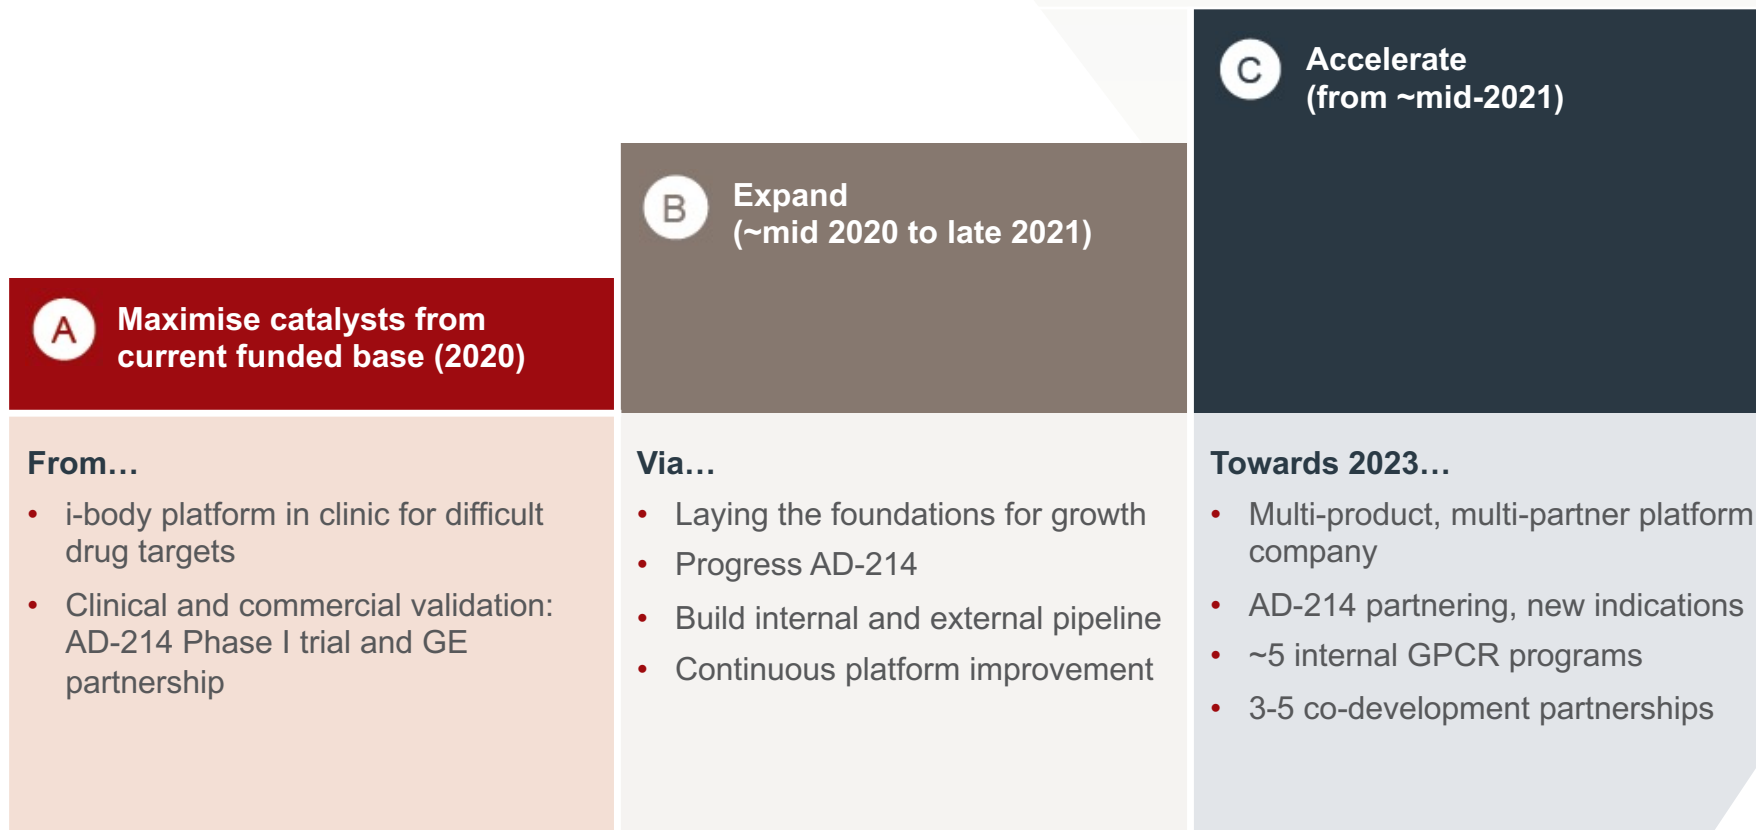 A
Maximise catalysts from
current funded base (2020)
From…
• i-body platform in clinic for difficult
drug targets
• Clinical and commercial validation:
AD-214 Phase I trial and GE
partnership
B
Expand
(~mid 2020 to late 2021)
Via…
• Laying the foundations for growth
• Progress AD-214
• Build internal and external pipeline
• Continuous platform improvement
C
Accelerate
(from ~mid-2021)
Towards 2023…
• Multi-product, multi-partner platform
company
• AD-214 partnering, new indications
• ~5 internal GPCR programs
• 3-5 co-development partnerships